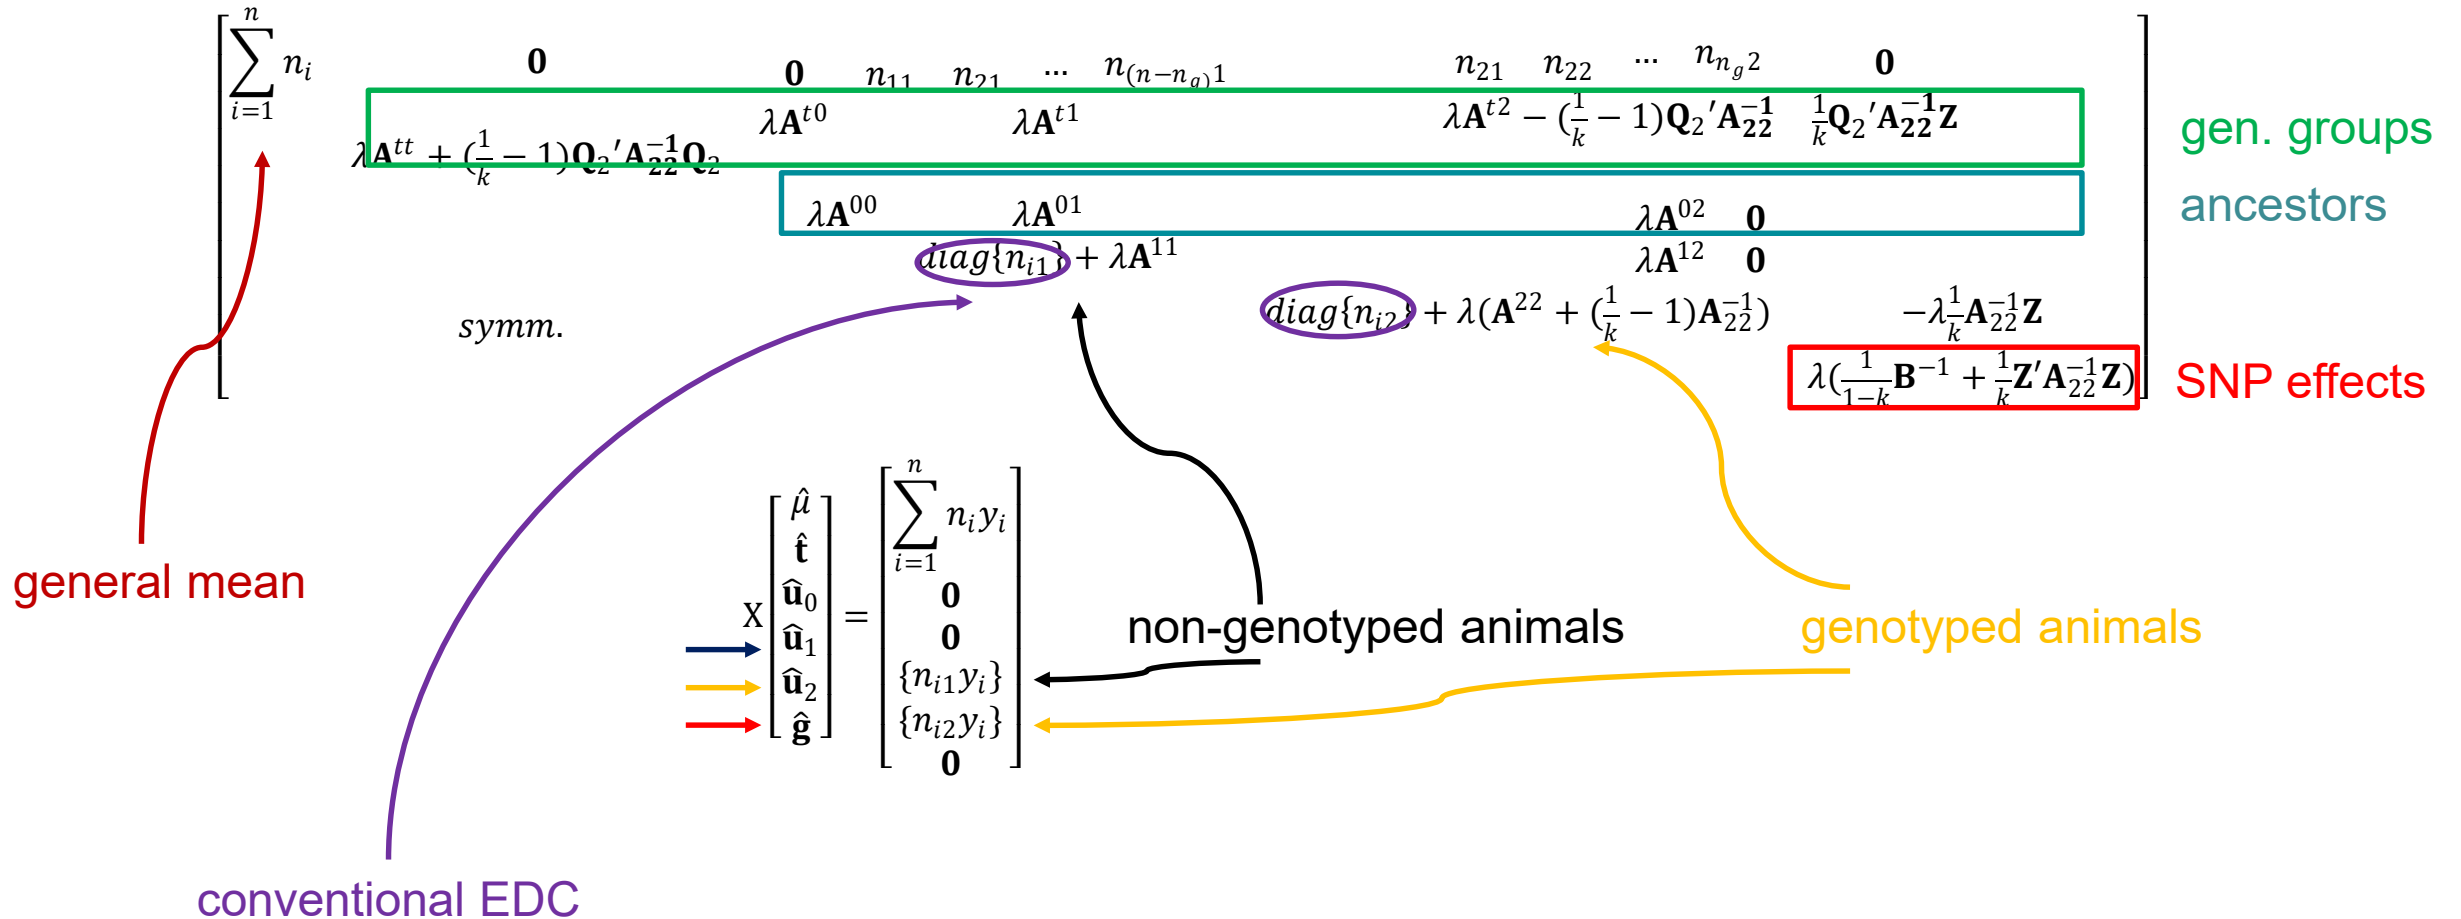 ∑ᵢ₌₁ⁿ nᵢ 0 0 n₁₁ n₂₁ ... n₍ₙ₋ₙg₎₁ n₂₁ n₂₂ ... n_{n_g 2} 0
λA^{tt} + (1/k − 1)Q₂′A₂₂⁻¹Q₂ λA^{t0} λA^{t1} λA^{t2} − (1/k − 1)Q₂′A₂₂⁻¹ 1/k Q₂′A₂₂⁻¹Z gen. groups
λA⁰⁰ λA⁰¹ λA⁰² 0 ancestors
diag{nᵢ₁} + λA¹¹ λA¹² 0
symm. diag{nᵢ₂} + λ(A²² + (1/k − 1)A₂₂⁻¹) −λ1/k A₂₂⁻¹Z
λ(1/(1−k) B⁻¹ + 1/k Z′A₂₂⁻¹Z) SNP effects
X [μ̂ t̂ û₀ û₁ û₂ ĝ] = [∑ᵢ₌₁ⁿ nᵢyᵢ 0 0 {nᵢ₁yᵢ} {nᵢ₂yᵢ} 0]
general mean
non-genotyped animals
genotyped animals
conventional EDC